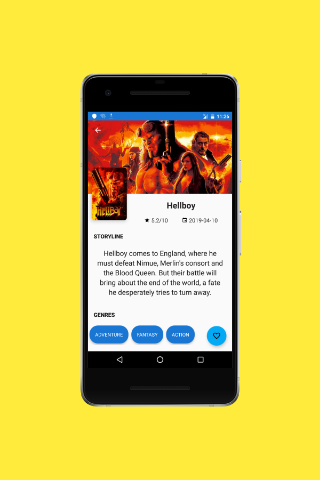 11:26
HELLBOY
Hellboy
5.2/10
2019-04-10
STORYLINE
Hellboy comes to England, where he
must defeat Nimue, Merlin's consort and
the Blood Queen. But their battle will
bring about the end of the world, a fate
he desperately tries to turn away.
GENRES
ADVENTURE
FANTASY
ACTION